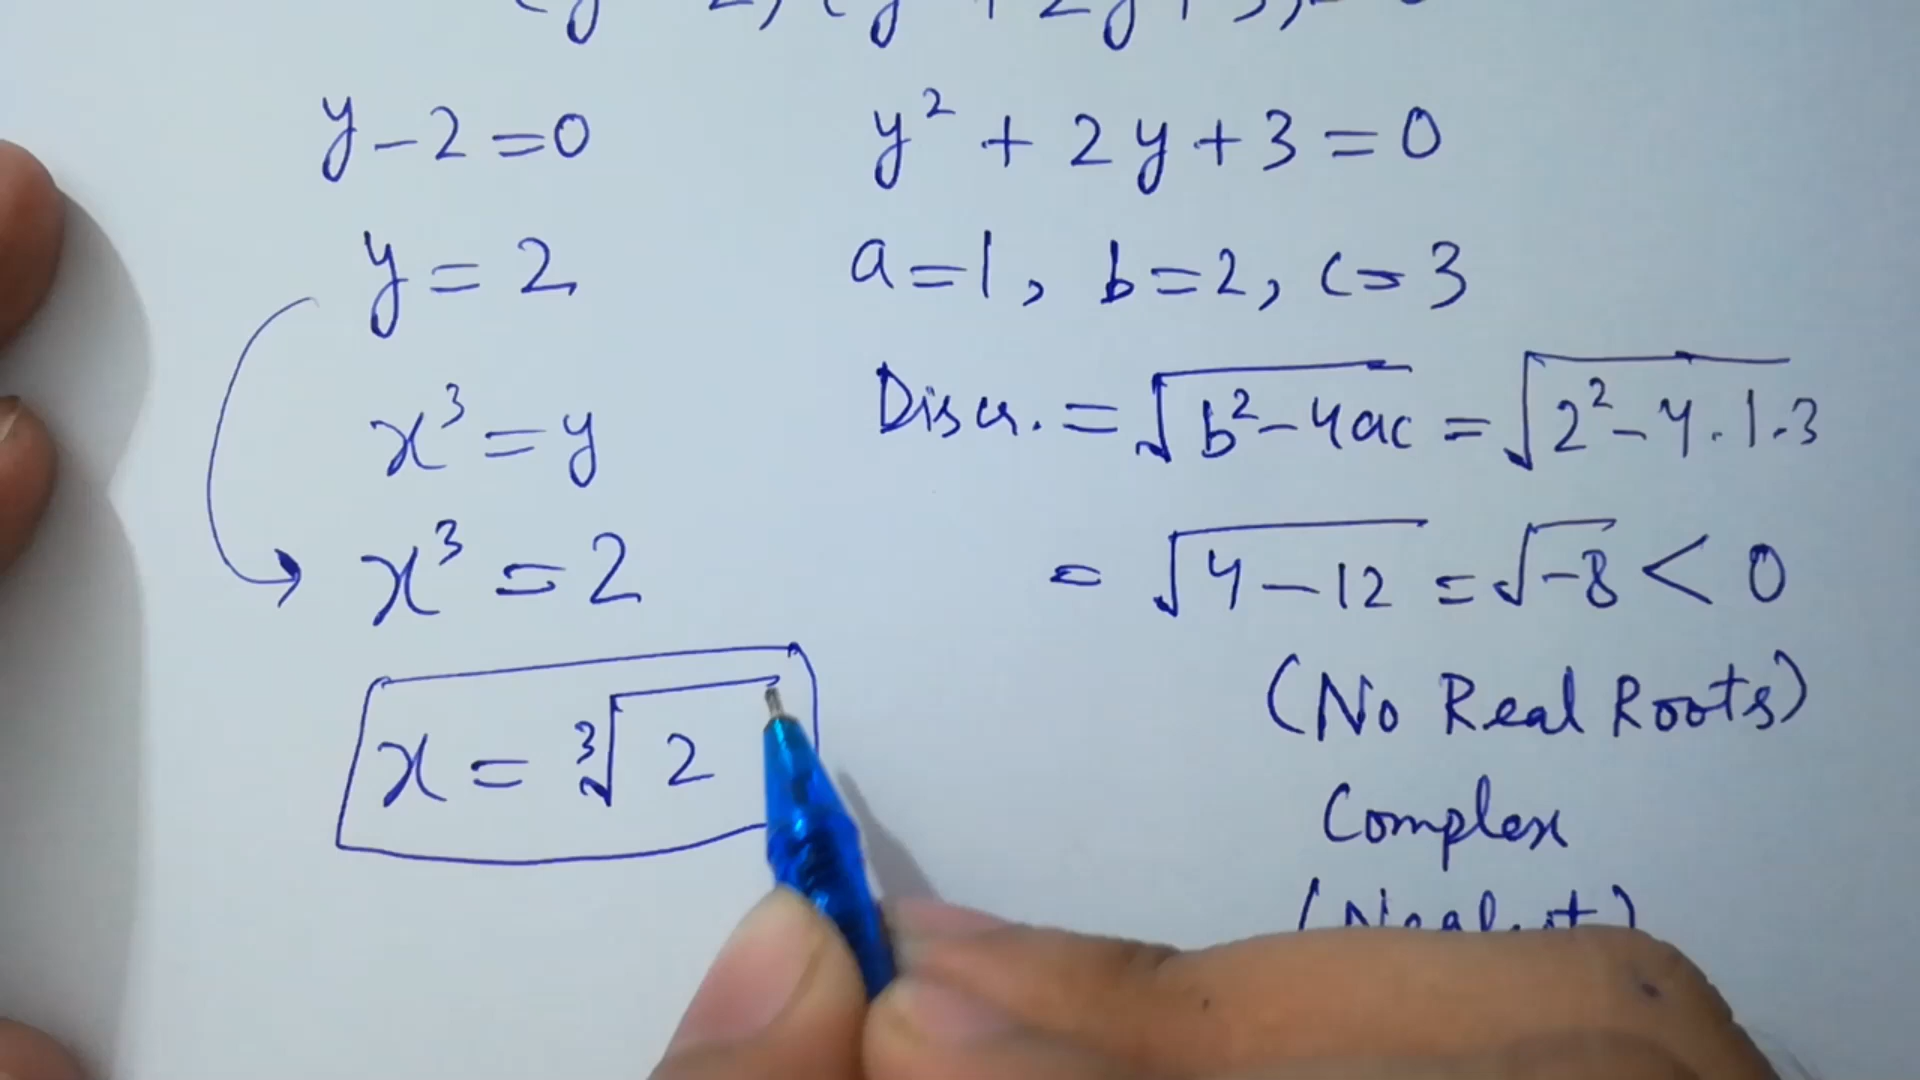 y - 2 = 0
y = 2
x³ = y
x³ = 2
x = ∛2
y² + 2y + 3 = 0
a = 1, b = 2, c = 3
Discr. = √(b² - 4ac) = √(2² - 4 . 1 . 3)
= √(4 - 12) = √-8 < 0
(No Real Roots)
Complex